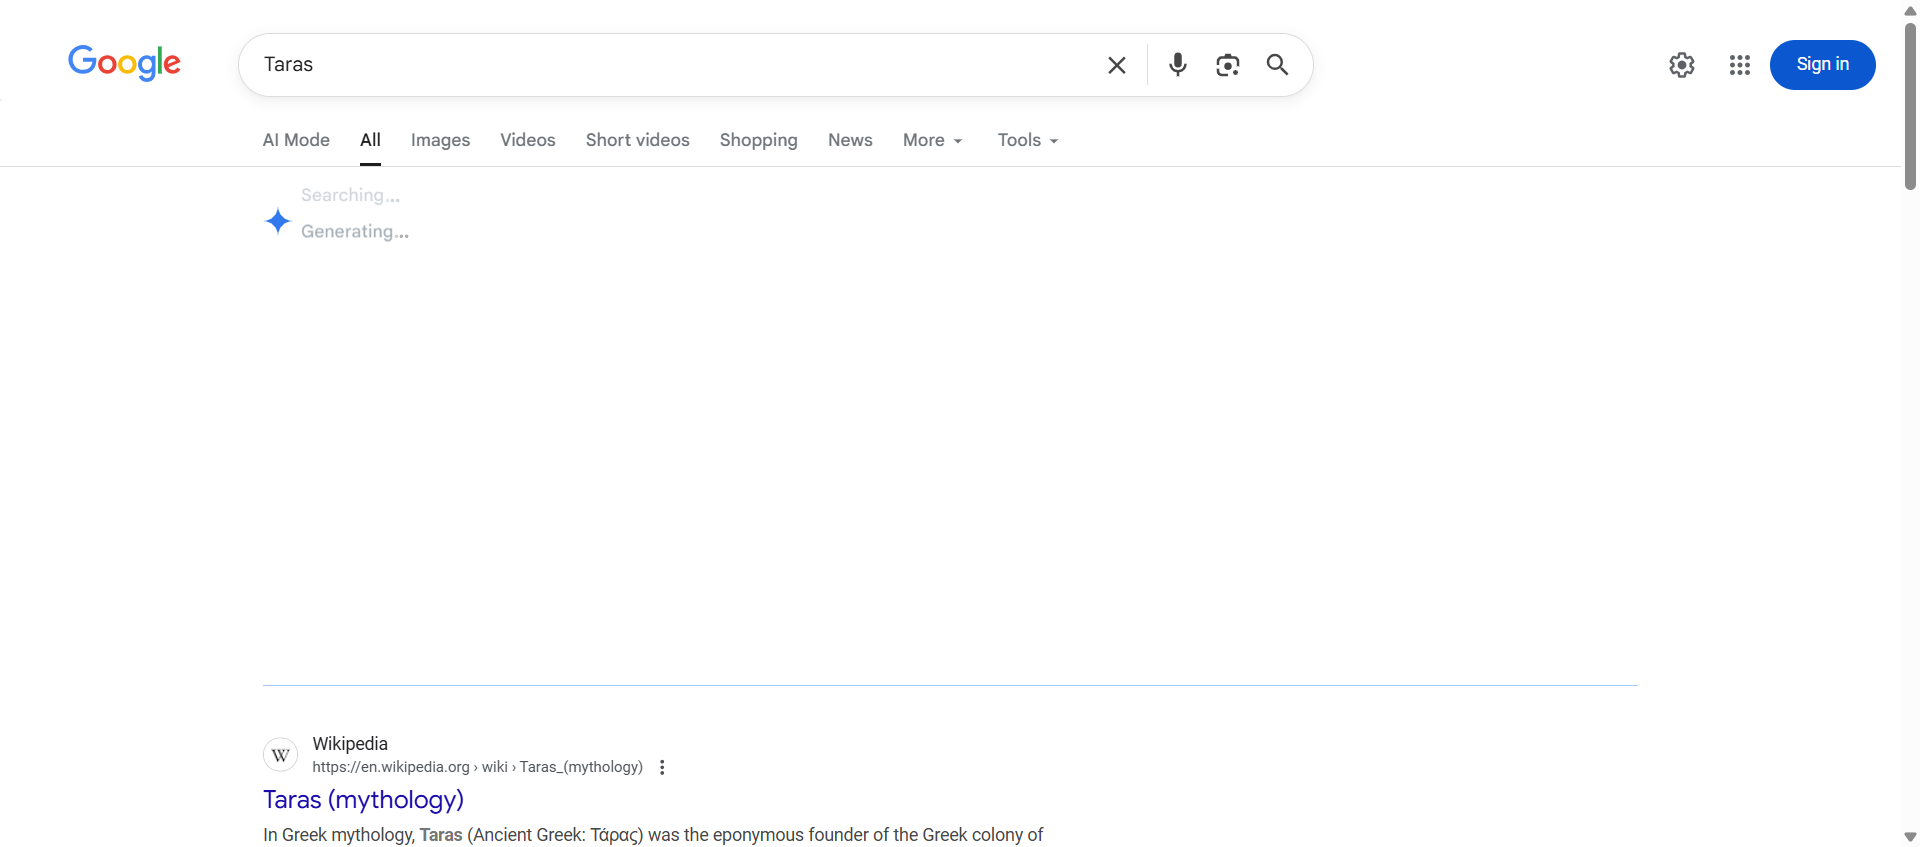 Google
Taras
Sign in
AI Mode All Images Videos Short videos Shopping News More Tools
Searching...
Generating...
W
Wikipedia
https://en.wikipedia.org › wiki › Taras_(mythology)
Taras (mythology)
In Greek mythology, Taras (Ancient Greek: Τάρας) was the eponymous founder of the Greek colony of